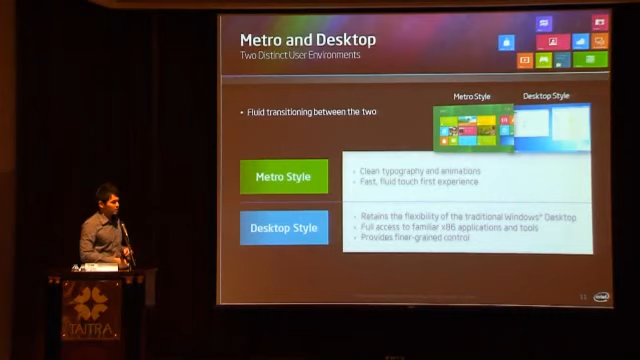 Metro and Desktop
Two Distinct User Environments
Metro Style
Desktop Style
• Fluid transitioning between the two
Metro Style
• Clean typography and animations
• Fast, fluid touch first experience
Desktop Style
• Retains the flexibility of the traditional Windows* Desktop
• Full access to familiar x86 applications and tools
• Provides finer-grained control
11
intel
TAITRA